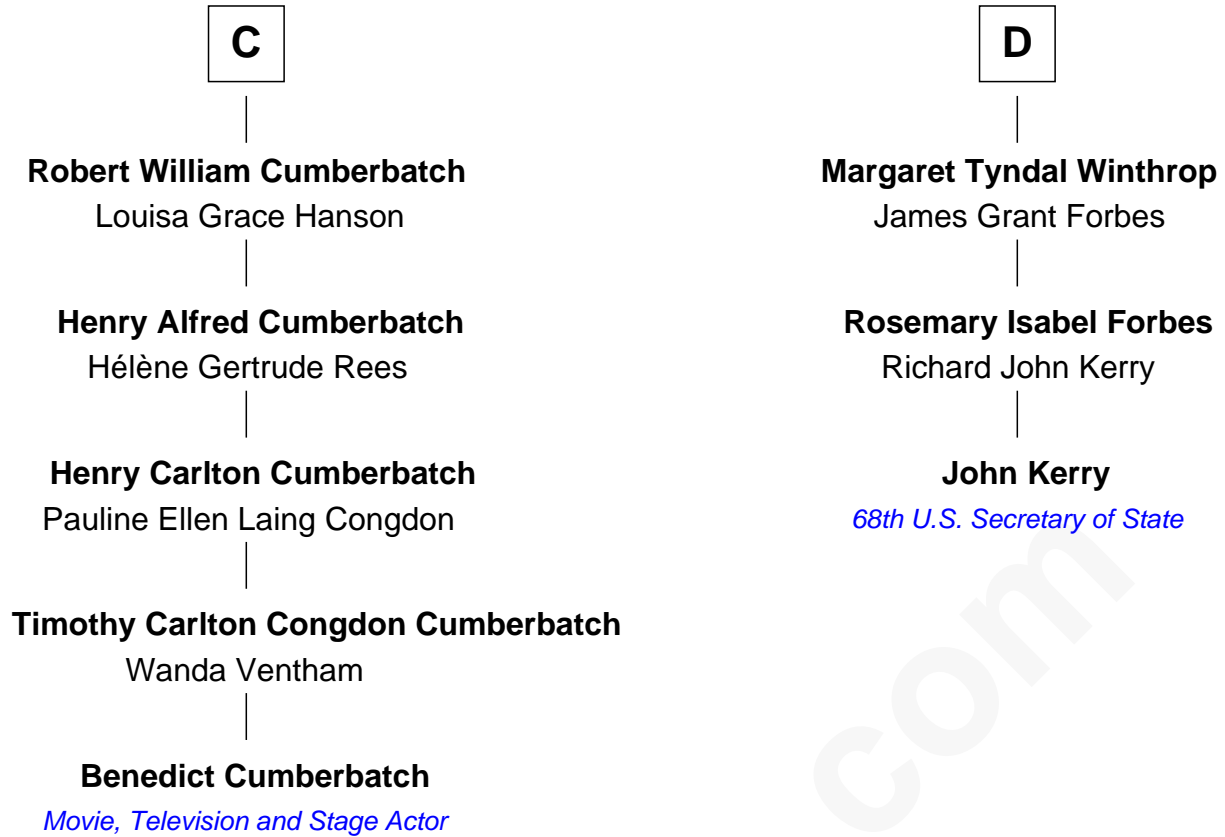 C
Robert William Cumberbatch
Louisa Grace Hanson
Henry Alfred Cumberbatch
Hélène Gertrude Rees
Henry Carlton Cumberbatch
Pauline Ellen Laing Congdon
Timothy Carlton Congdon Cumberbatch
Wanda Ventham
Benedict Cumberbatch
Movie, Television and Stage Actor
D
Margaret Tyndal Winthrop
James Grant Forbes
Rosemary Isabel Forbes
Richard John Kerry
John Kerry
68th U.S. Secretary of State
com